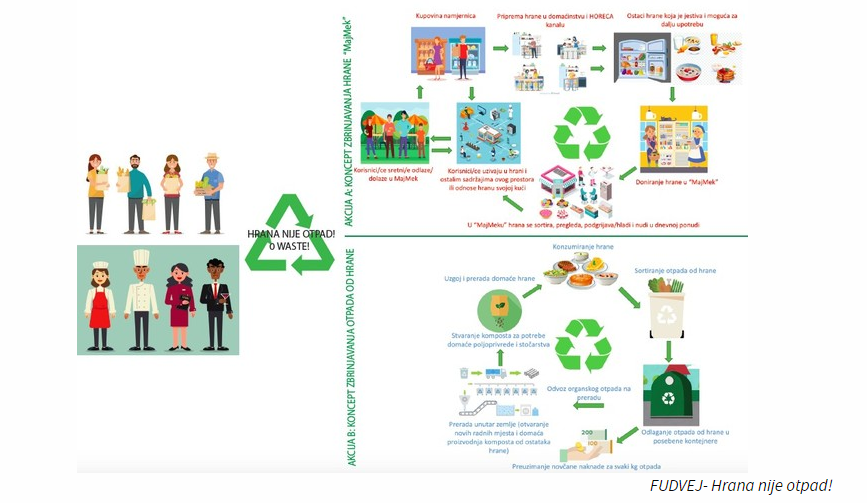 HRANA NIJE OTPAD!
0 WASTE!
AKCIJA A: KONCEPT ZBRINJAVANJA HRANE "MajMek"
Kupovina namjernica
Priprema hrane u domaćinstvu i HORECA
kanalu
Ostaci hrane koja je jestiva i moguća za
dalju upotrebu
Doniranje hrane u "MajMek"
U "MajMeku" hrana se sortira, pregleda, podgrijava/hladi i nudi u dnevnoj ponudi
Korisnici/ce uzivaju u hrani i
ostalim sadržajima ovog prostora
ili odnose hranu svojoj kući
Korisnici/ce sretni/e odlaze/
dolaze u MajMek
AKCIJA B: KONCEPT ZBRINJAVANJA OTPADA OD HRANE
Konzumiranje hrane
Sortiranje otpada od hrane
Odlaganje otpada od hrane u
posebene kontejnere
200
100
Preuzimanje novčane naknade za svaki kg otpada
Odvoz organskog otpada na
preradu
Prerada unutar zemlje (otvaranje
novih radnih mjesta i domaća
proizvodnja komposta od ostataka
hrane)
Stvaranje komposta za potrebe
domaće poljoprivrede i stočarstva
Uzgoj i prerada domaće hrane
FUDVEJ- Hrana nije otpad!